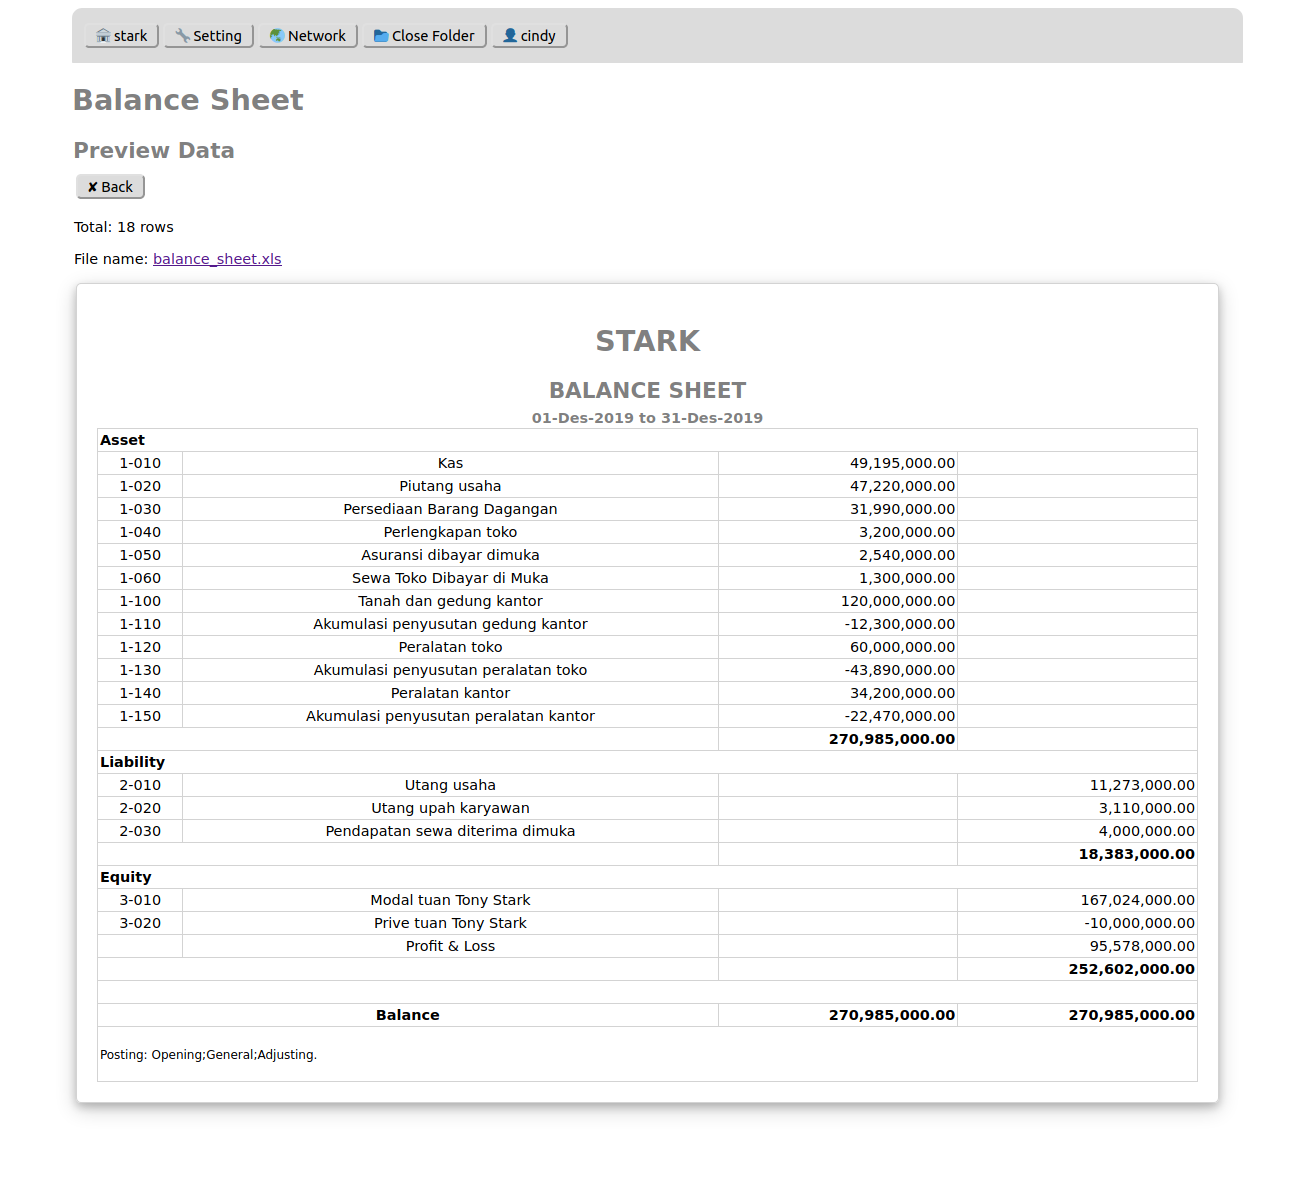 stark Setting Network Close Folder cindy
Balance Sheet
Preview Data
✘ Back
Total: 18 rows
File name: balance_sheet.xls
STARK
BALANCE SHEET
01-Des-2019 to 31-Des-2019
Asset
1-010 Kas 49,195,000.00
1-020 Piutang usaha 47,220,000.00
1-030 Persediaan Barang Dagangan 31,990,000.00
1-040 Perlengkapan toko 3,200,000.00
1-050 Asuransi dibayar dimuka 2,540,000.00
1-060 Sewa Toko Dibayar di Muka 1,300,000.00
1-100 Tanah dan gedung kantor 120,000,000.00
1-110 Akumulasi penyusutan gedung kantor -12,300,000.00
1-120 Peralatan toko 60,000,000.00
1-130 Akumulasi penyusutan peralatan toko -43,890,000.00
1-140 Peralatan kantor 34,200,000.00
1-150 Akumulasi penyusutan peralatan kantor -22,470,000.00
270,985,000.00
Liability
2-010 Utang usaha 11,273,000.00
2-020 Utang upah karyawan 3,110,000.00
2-030 Pendapatan sewa diterima dimuka 4,000,000.00
18,383,000.00
Equity
3-010 Modal tuan Tony Stark 167,024,000.00
3-020 Prive tuan Tony Stark -10,000,000.00
Profit & Loss 95,578,000.00
252,602,000.00
Balance 270,985,000.00 270,985,000.00
Posting: Opening;General;Adjusting.